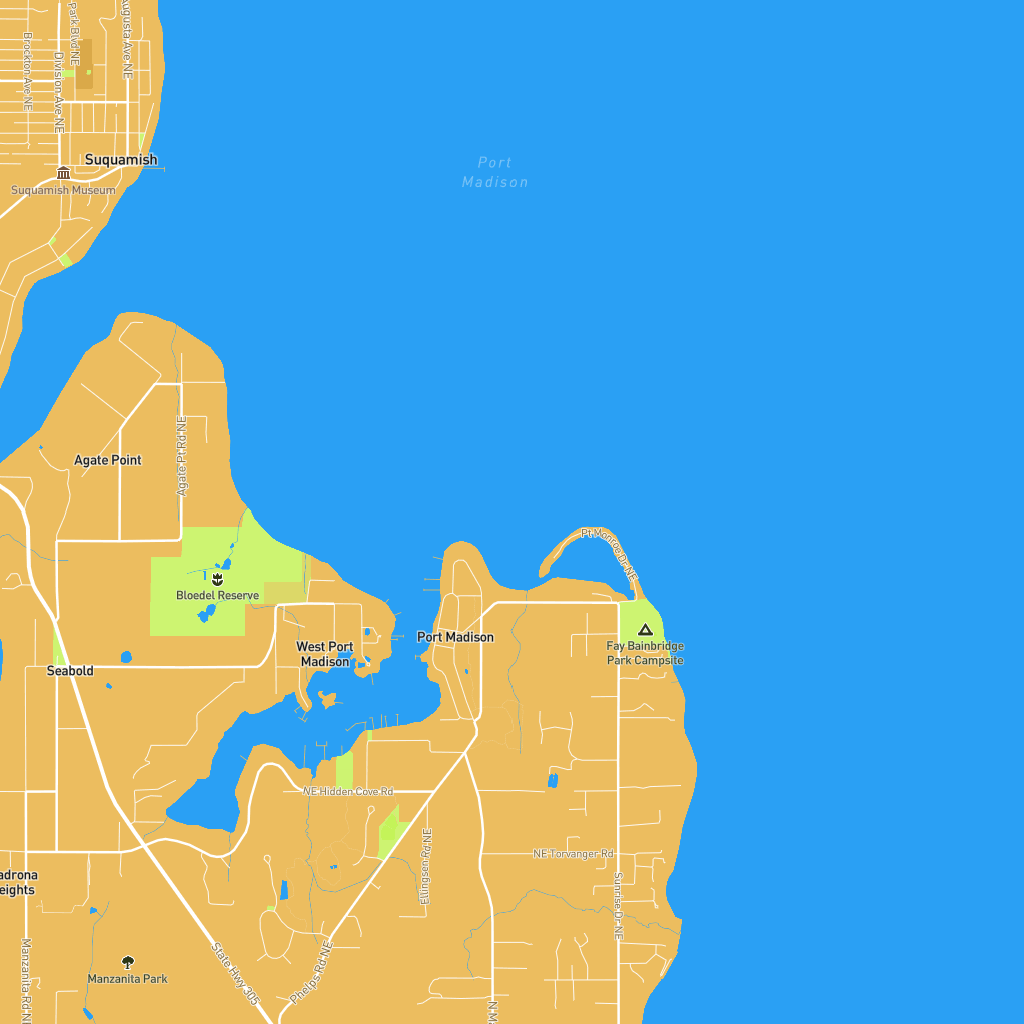 Park Blvd NE
Augusta Ave NE
Brockton Ave NE
Division Ave NE
Suquamish
Suquamish Museum
Port
Madison
Agate Pt Rd NE
Agate Point
Pt Monroe Dr NE
Bloedel Reserve
West Port
Madison
Port Madison
Fay Bainbridge
Park Campsite
Seabold
NE Hidden Cove Rd
Ellingsen Rd NE
NE Torvanger Rd
Sunrise Dr NE
adrona
eights
Manzanita Rd NE
Manzanita Park
State Hwy 305
Phelps Rd NE
N Ma